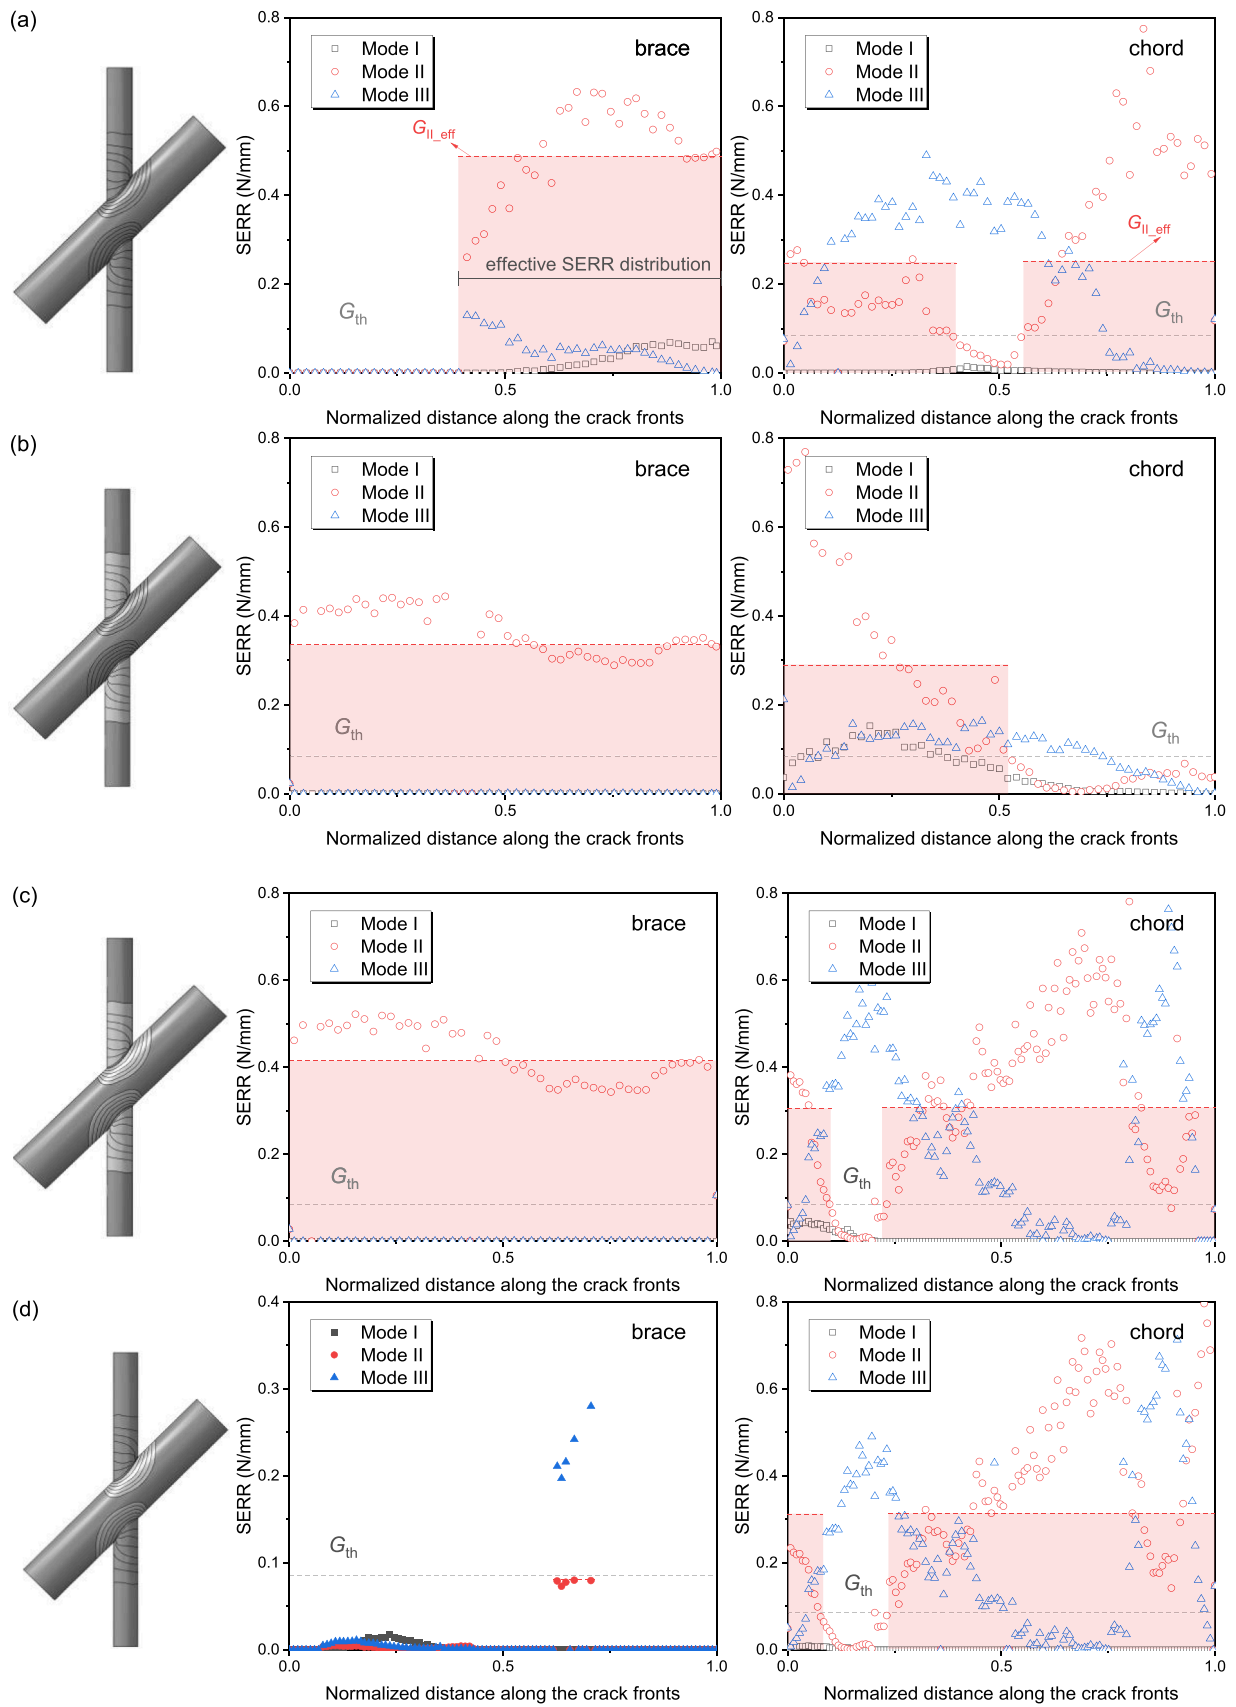 (a)
0.8
0.6
0.4
0.2
0.0
SERR (N/mm)
Mode I
Mode II
Mode III
brace
G_II_eff
effective SERR distribution
G_th
0.0
0.5
1.0
Normalized distance along the crack fronts
0.8
0.6
0.4
0.2
0.0
SERR (N/mm)
Mode I
Mode II
Mode III
chord
G_II_eff
G_th
0.0
0.5
1.0
Normalized distance along the crack fronts
(b)
0.8
0.6
0.4
0.2
0.0
SERR (N/mm)
Mode I
Mode II
Mode III
brace
G_th
0.0
0.5
1.0
Normalized distance along the crack fronts
0.8
0.6
0.4
0.2
0.0
SERR (N/mm)
Mode I
Mode II
Mode III
chord
G_th
0.0
0.5
1.0
Normalized distance along the crack fronts
(c)
0.8
0.6
0.4
0.2
0.0
SERR (N/mm)
Mode I
Mode II
Mode III
brace
G_th
0.0
0.5
1.0
Normalized distance along the crack fronts
0.8
0.6
0.4
0.2
0.0
SERR (N/mm)
Mode I
Mode II
Mode III
chord
G_th
0.0
0.5
1.0
Normalized distance along the crack fronts
(d)
0.4
0.3
0.2
0.1
0.0
SERR (N/mm)
Mode I
Mode II
Mode III
brace
G_th
0.0
0.5
1.0
Normalized distance along the crack fronts
0.8
0.6
0.4
0.2
0.0
SERR (N/mm)
Mode I
Mode II
Mode III
chord
G_th
0.0
0.5
1.0
Normalized distance along the crack fronts